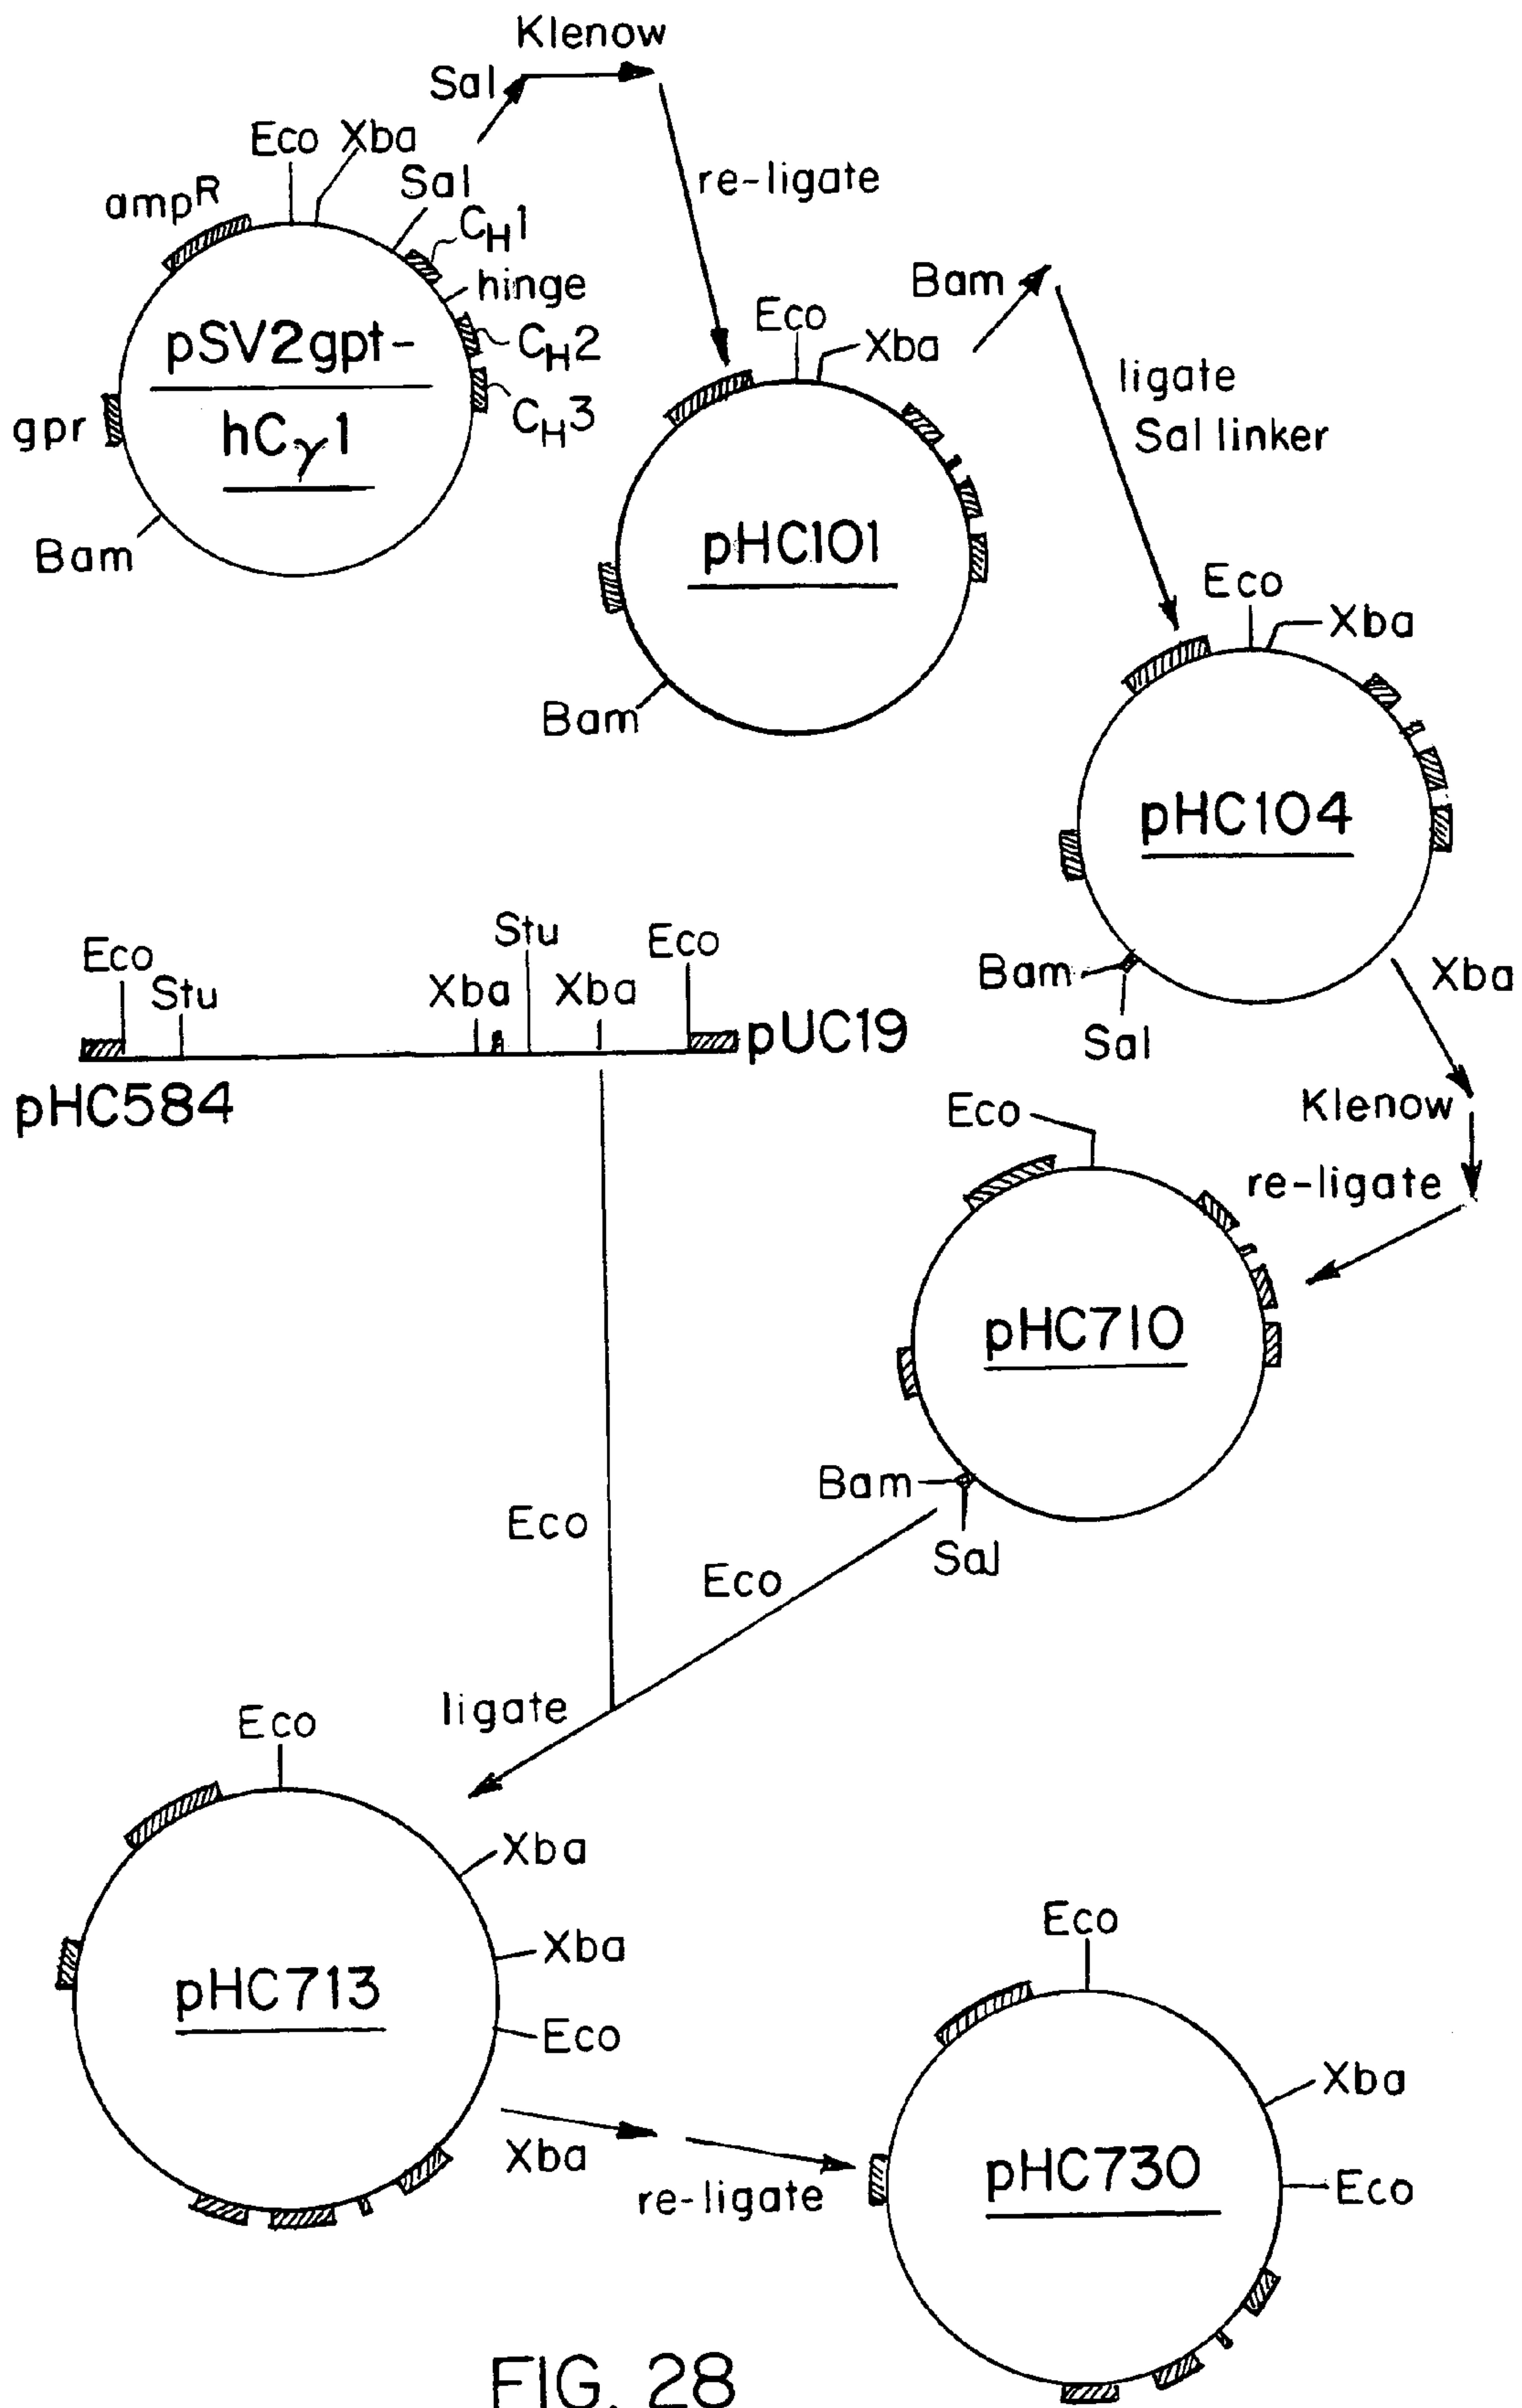 Klenow
Sal
Eco Xba
ampR
Sal
re-ligate
CH1
hinge
pSV2gpt-
CH2
hCγ1
CH3
gpr
Bam
Bam
Eco
Xba
ligate
Sal linker
pHC101
Bam
Eco
Xba
pHC104
Bam
Sal
Xba
Eco
Stu
Xba
Stu
Xba
Eco
pUC19
pHC584
Klenow
re-ligate
Eco
pHC710
Bam
Sal
Eco
Eco
ligate
Eco
Xba
Xba
pHC713
Eco
Xba
re-ligate
Eco
Xba
pHC730
Eco
FIG. 28